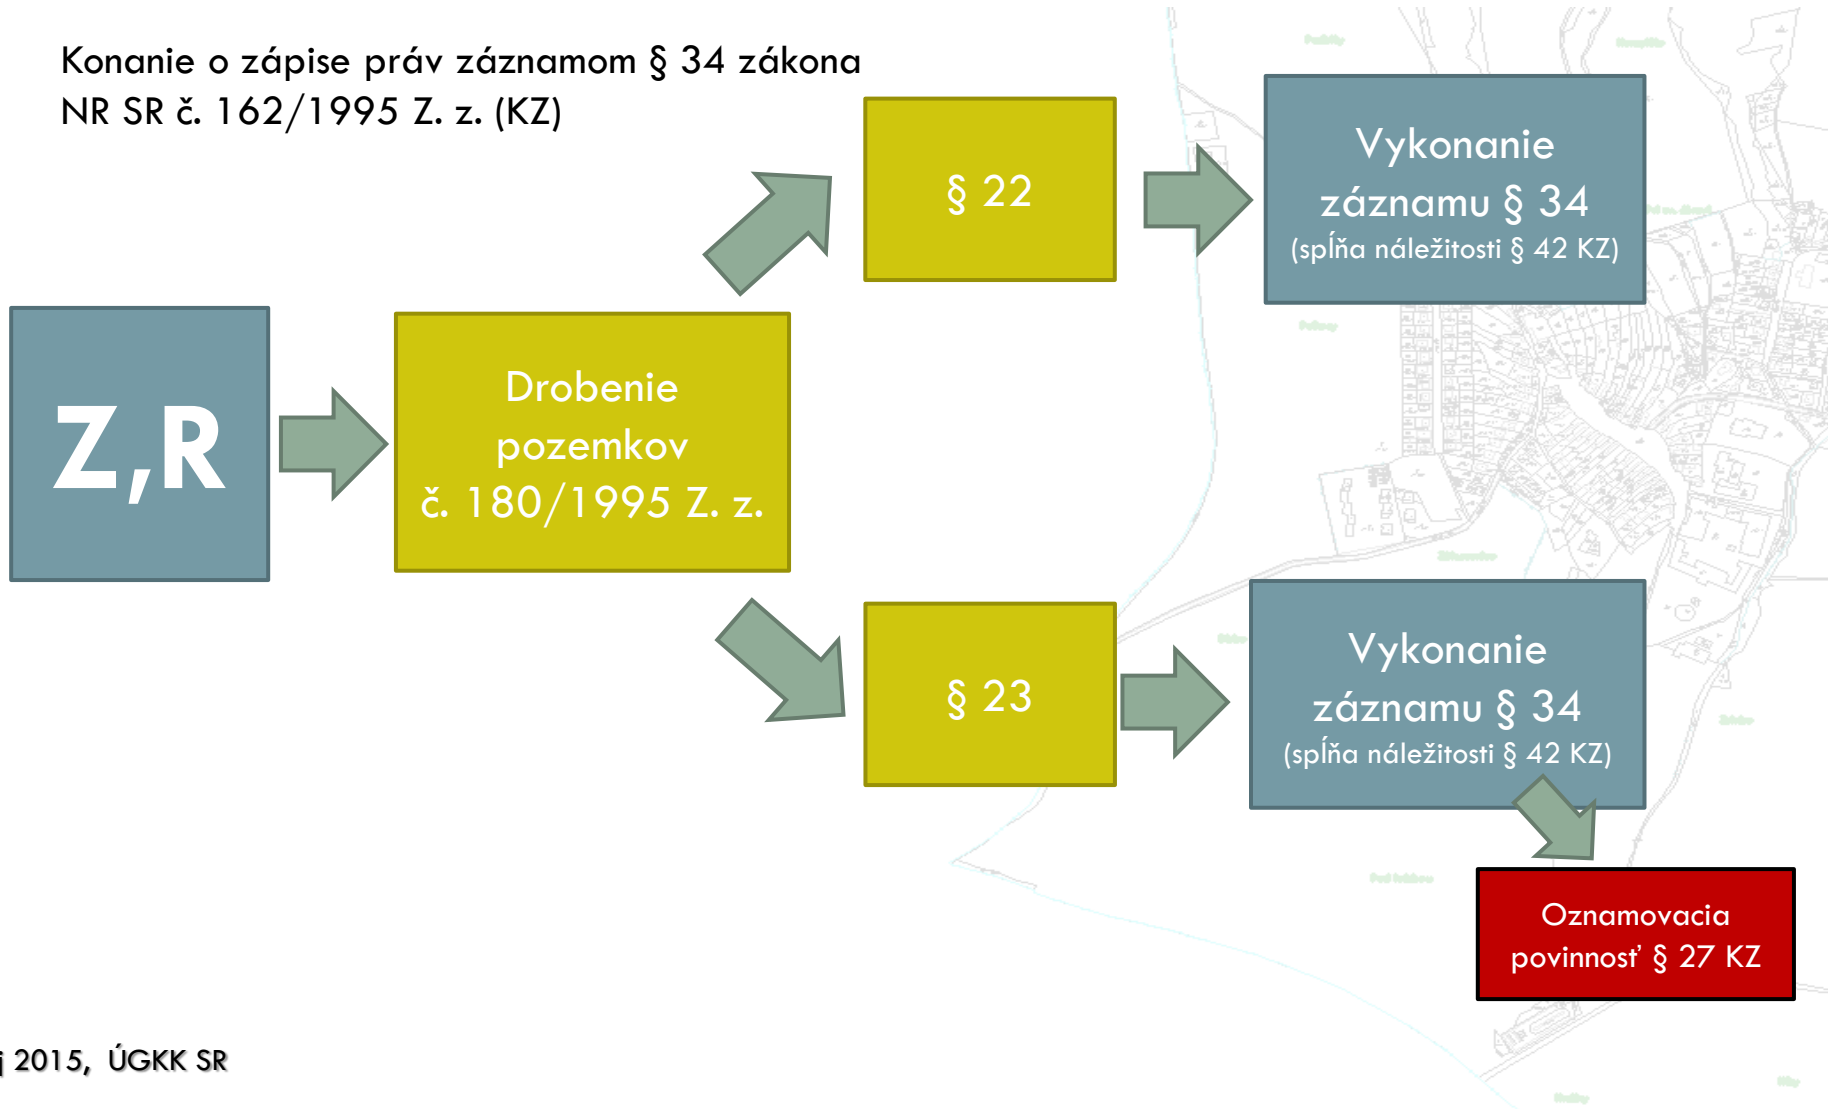 Konanie o zápise práv záznamom § 34 zákona
NR SR č. 162/1995 Z. z. (KZ)
Z,R
Drobenie
pozemkov
č. 180/1995 Z. z.
§ 22
Vykonanie
záznamu § 34
(spĺňa náležitosti § 42 KZ)
§ 23
Vykonanie
záznamu § 34
(spĺňa náležitosti § 42 KZ)
Oznamovacia
povinnosť § 27 KZ
2015, ÚGKK SR